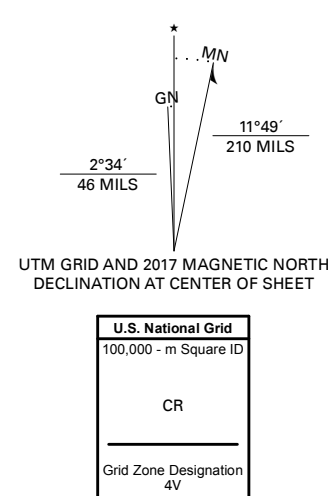 ★
MN
GN
11°49´
210 MILS
2°34´
46 MILS
UTM GRID AND 2017 MAGNETIC NORTH
DECLINATION AT CENTER OF SHEET
U.S. National Grid
100,000 - m Square ID
CR
Grid Zone Designation
4V